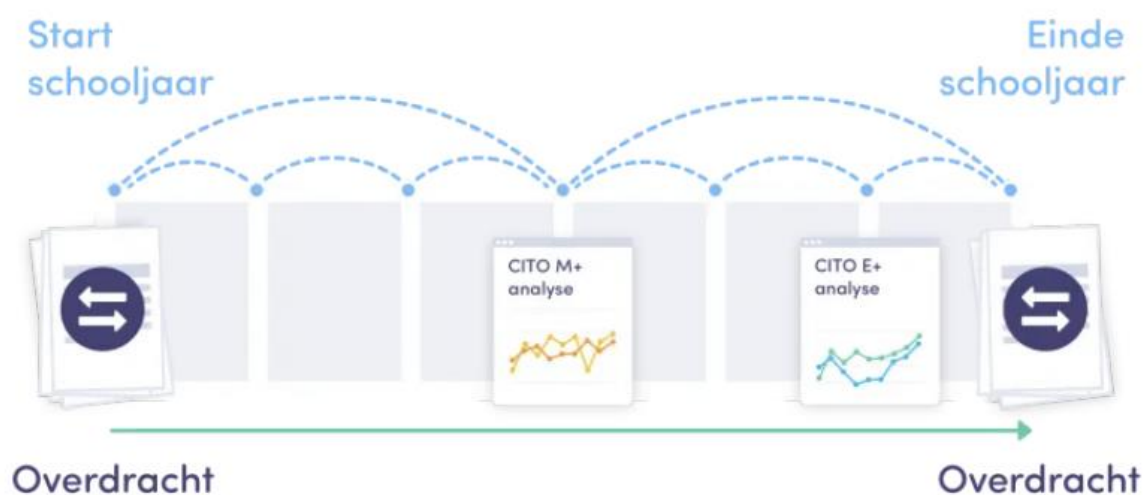 Start
schooljaar
Einde
schooljaar
CITO M+
analyse
CITO E+
analyse
Overdracht
Overdracht